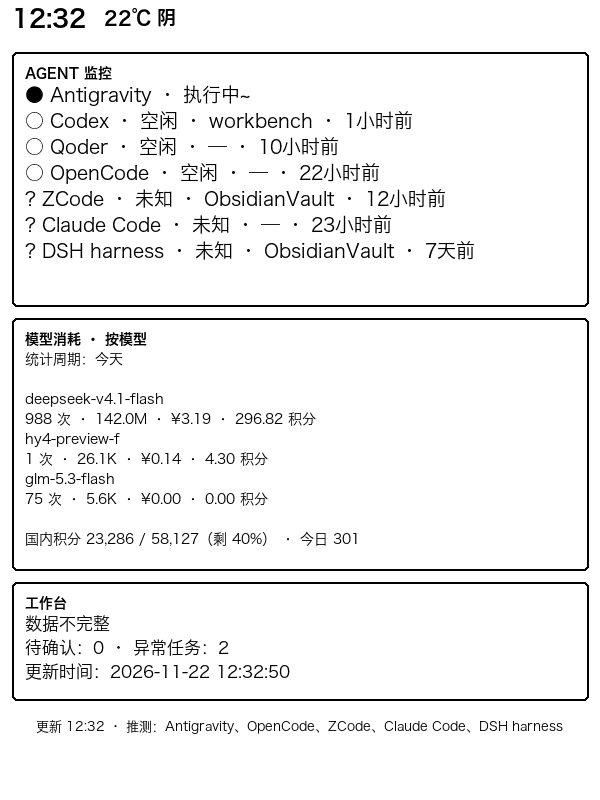 12:32 22℃ 阴
AGENT 监控
● Antigravity · 执行中~
○ Codex · 空闲 · workbench · 1小时前
○ Qoder · 空闲 · — · 10小时前
○ OpenCode · 空闲 · — · 22小时前
? ZCode · 未知 · ObsidianVault · 12小时前
? Claude Code · 未知 · — · 23小时前
? DSH harness · 未知 · ObsidianVault · 7天前
模型消耗 · 按模型
统计周期：今天
deepseek-v4.1-flash
988 次 · 142.0M · ¥3.19 · 296.82 积分
hy4-preview-f
1 次 · 26.1K · ¥0.14 · 4.30 积分
glm-5.3-flash
75 次 · 5.6K · ¥0.00 · 0.00 积分
国内积分 23,286 / 58,127（剩 40%） · 今日 301
工作台
数据不完整
待确认：0 · 异常任务：2
更新时间：2026-11-22 12:32:50
更新 12:32 · 推测：Antigravity、OpenCode、ZCode、Claude Code、DSH harness